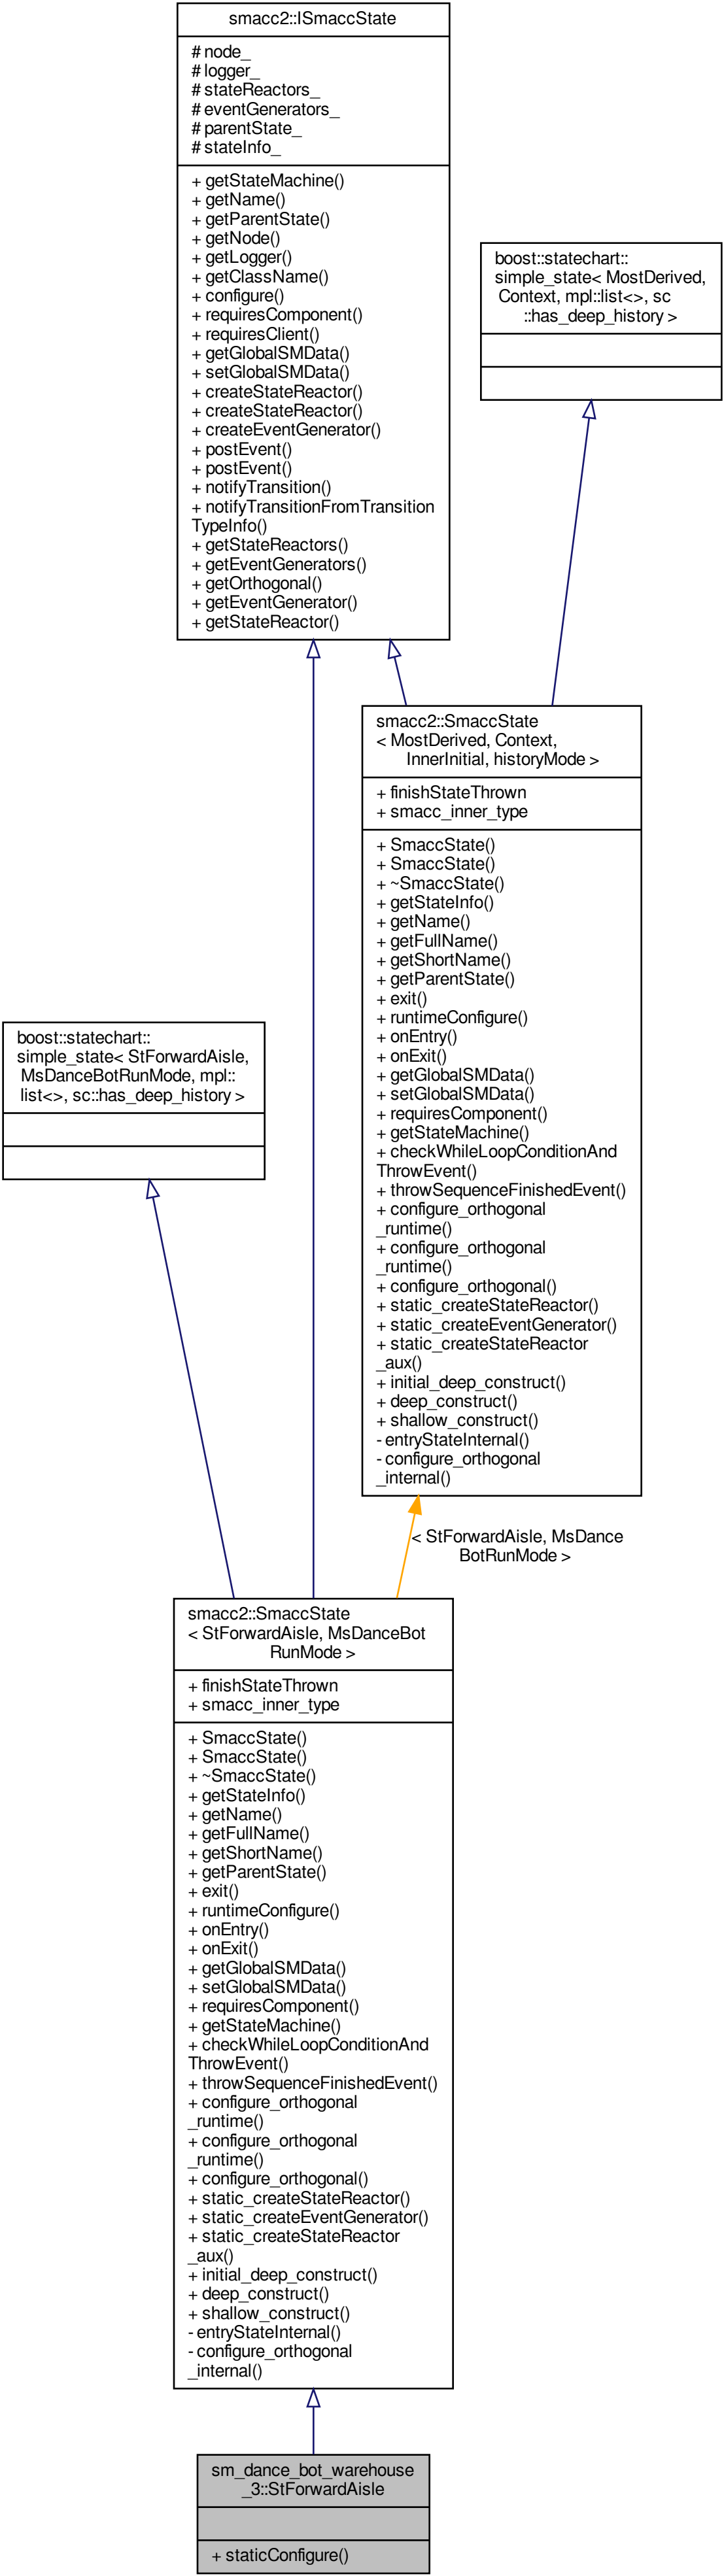 smacc2::ISmaccState
# node_
# logger_
# stateReactors_
# eventGenerators_
# parentState_
# stateInfo_
+ getStateMachine()
+ getName()
+ getParentState()
+ getNode()
+ getLogger()
+ getClassName()
+ configure()
+ requiresComponent()
+ requiresClient()
+ getGlobalSMData()
+ setGlobalSMData()
+ createStateReactor()
+ createStateReactor()
+ createEventGenerator()
+ postEvent()
+ postEvent()
+ notifyTransition()
+ notifyTransitionFromTransition
TypeInfo()
+ getStateReactors()
+ getEventGenerators()
+ getOrthogonal()
+ getEventGenerator()
+ getStateReactor()
boost::statechart::
simple_state< MostDerived,
Context, mpl::list<>, sc
::has_deep_history >
smacc2::SmaccState
< MostDerived, Context,
InnerInitial, historyMode >
+ finishStateThrown
+ smacc_inner_type
+ SmaccState()
+ SmaccState()
+ ~SmaccState()
+ getStateInfo()
+ getName()
+ getFullName()
+ getShortName()
+ getParentState()
+ exit()
+ runtimeConfigure()
+ onEntry()
+ onExit()
+ getGlobalSMData()
+ setGlobalSMData()
+ requiresComponent()
+ getStateMachine()
+ checkWhileLoopConditionAnd
ThrowEvent()
+ throwSequenceFinishedEvent()
+ configure_orthogonal
_runtime()
+ configure_orthogonal
_runtime()
+ configure_orthogonal()
+ static_createStateReactor()
+ static_createEventGenerator()
+ static_createStateReactor
_aux()
+ initial_deep_construct()
+ deep_construct()
+ shallow_construct()
- entryStateInternal()
- configure_orthogonal
_internal()
boost::statechart::
simple_state< StForwardAisle,
MsDanceBotRunMode, mpl::
list<>, sc::has_deep_history >
< StForwardAisle, MsDance
BotRunMode >
smacc2::SmaccState
< StForwardAisle, MsDanceBot
RunMode >
+ finishStateThrown
+ smacc_inner_type
+ SmaccState()
+ SmaccState()
+ ~SmaccState()
+ getStateInfo()
+ getName()
+ getFullName()
+ getShortName()
+ getParentState()
+ exit()
+ runtimeConfigure()
+ onEntry()
+ onExit()
+ getGlobalSMData()
+ setGlobalSMData()
+ requiresComponent()
+ getStateMachine()
+ checkWhileLoopConditionAnd
ThrowEvent()
+ throwSequenceFinishedEvent()
+ configure_orthogonal
_runtime()
+ configure_orthogonal
_runtime()
+ configure_orthogonal()
+ static_createStateReactor()
+ static_createEventGenerator()
+ static_createStateReactor
_aux()
+ initial_deep_construct()
+ deep_construct()
+ shallow_construct()
- entryStateInternal()
- configure_orthogonal
_internal()
sm_dance_bot_warehouse
_3::StForwardAisle
+ staticConfigure()